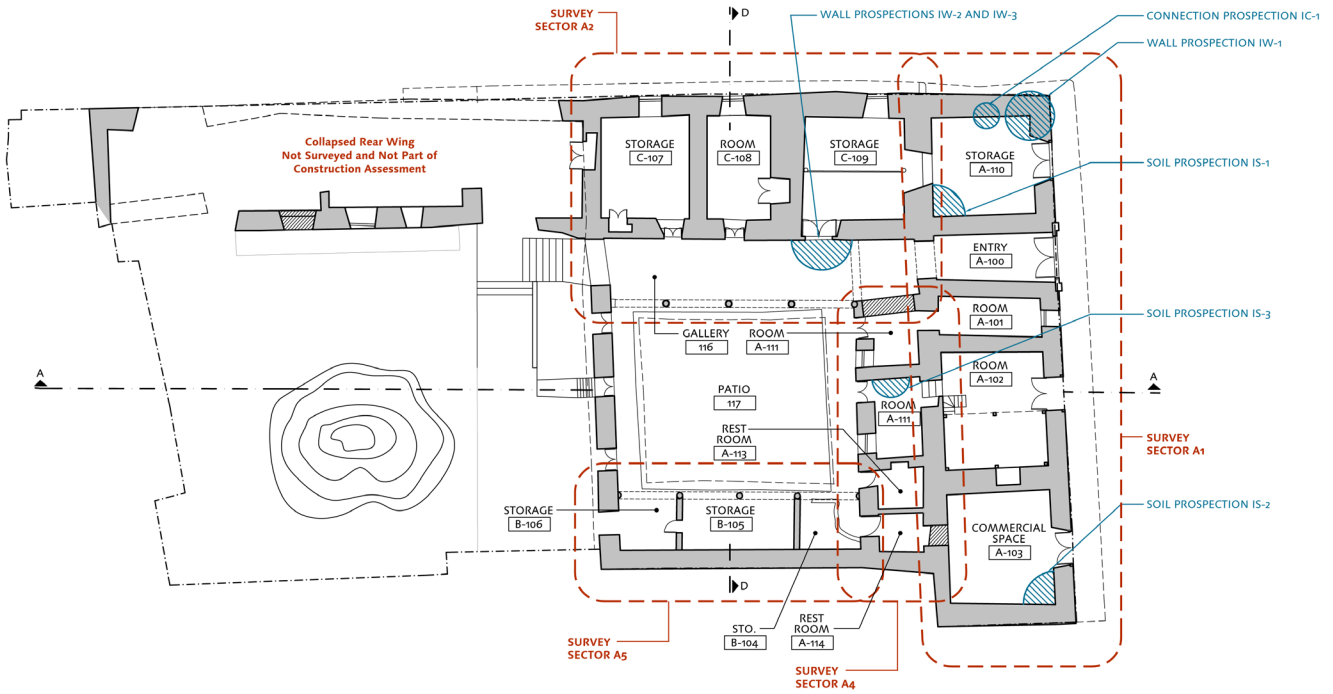 SURVEY
SECTOR A2
D
WALL PROSPECTIONS IW-2 AND IW-3
CONNECTION PROSPECTION IC-1
WALL PROSPECTION IW-1
Collapsed Rear Wing
Not Surveyed and Not Part of
Construction Assessment
STORAGE
C-107
ROOM
C-108
STORAGE
C-109
STORAGE
A-110
SOIL PROSPECTION IS-1
ENTRY
A-100
ROOM
A-101
SOIL PROSPECTION IS-3
GALLERY
116
ROOM
A-111
ROOM
A-102
A
A
PATIO
117
ROOM
A-111
REST
ROOM
A-113
SURVEY
SECTOR A1
STORAGE
B-106
STORAGE
B-105
COMMERCIAL
SPACE
A-103
SOIL PROSPECTION IS-2
D
STO.
B-104
REST
ROOM
A-114
SURVEY
SECTOR A5
SURVEY
SECTOR A4